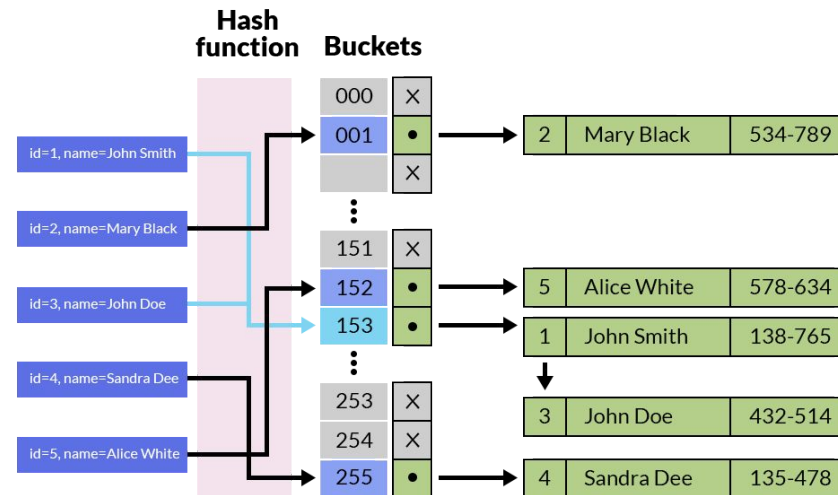 Hash
function
Buckets
id=1, name=John Smith
id=2, name=Mary Black
id=3, name=John Doe
id=4, name=Sandra Dee
id=5, name=Alice White
000 X
001
X
151 X
152
153
253 X
254 X
255
2 Mary Black 534-789
5 Alice White 578-634
1 John Smith 138-765
3 John Doe 432-514
4 Sandra Dee 135-478